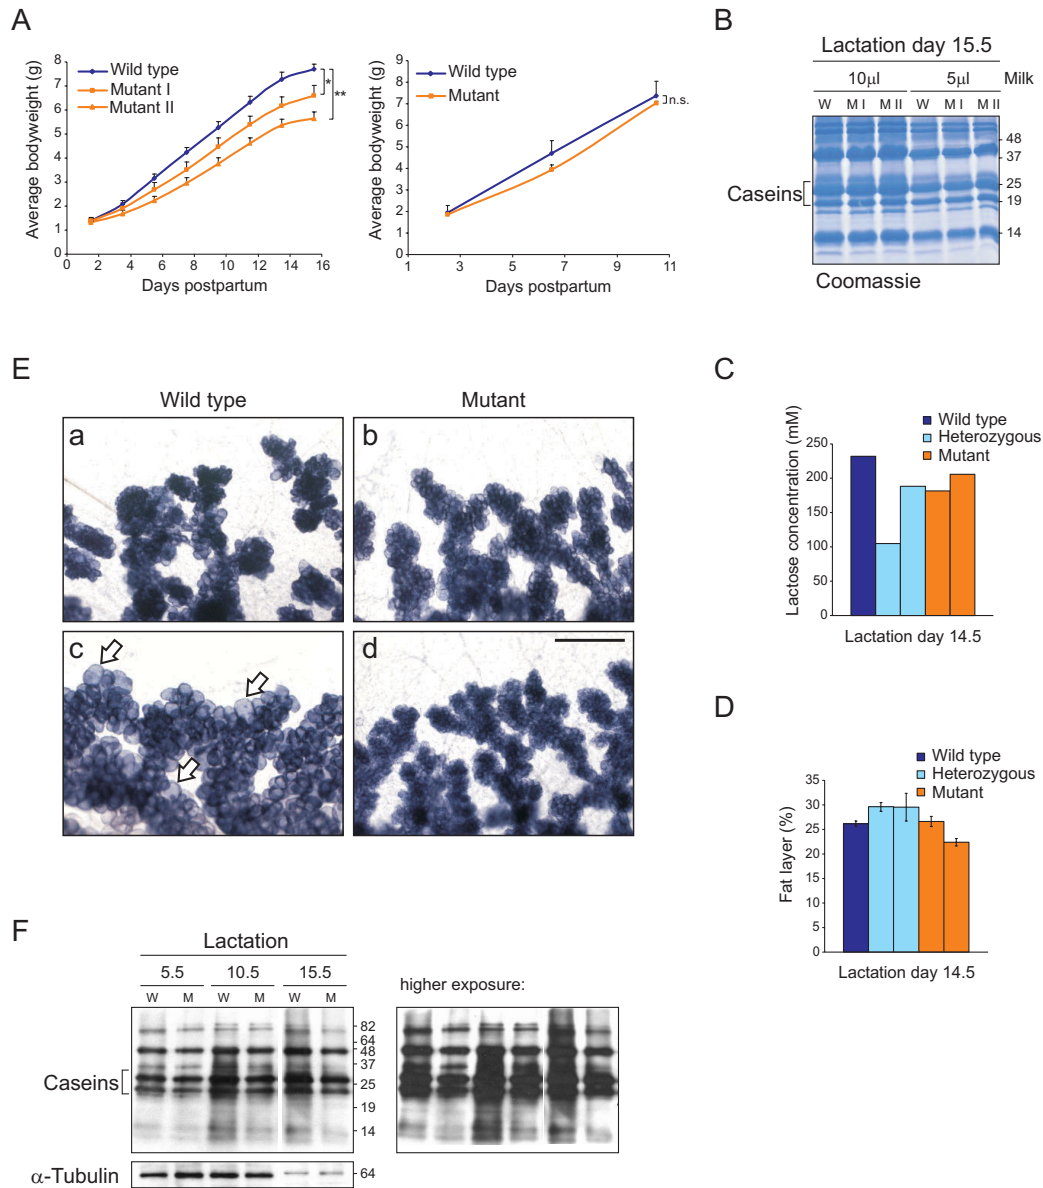 A
Average bodyweight (g)
8
7
6
5
4
3
2
1
0
Wild type
Mutant I
Mutant II
*
**
0 2 4 6 8 10 12 14 16
Days postpartum
Average bodyweight (g)
9
8
7
6
5
4
3
2
1
0
Wild type
Mutant
n.s.
1 3 5 7 9 11
Days postpartum
B
Lactation day 15.5
10µl 5µl Milk
W M I M II W M I M II
48
37
25
19
14
Caseins
Coomassie
E
Wild type Mutant
a
b
c
d
C
Wild type
Heterozygous
Mutant
Lactose concentration (mM)
250
200
150
100
50
0
Lactation day 14.5
D
Wild type
Heterozygous
Mutant
Fat layer (%)
35
30
25
20
15
10
5
0
Lactation day 14.5
F
Lactation
5.5 10.5 15.5
W M W M W M
82
64
48
37
25
19
14
Caseins
α-Tubulin
64
higher exposure: